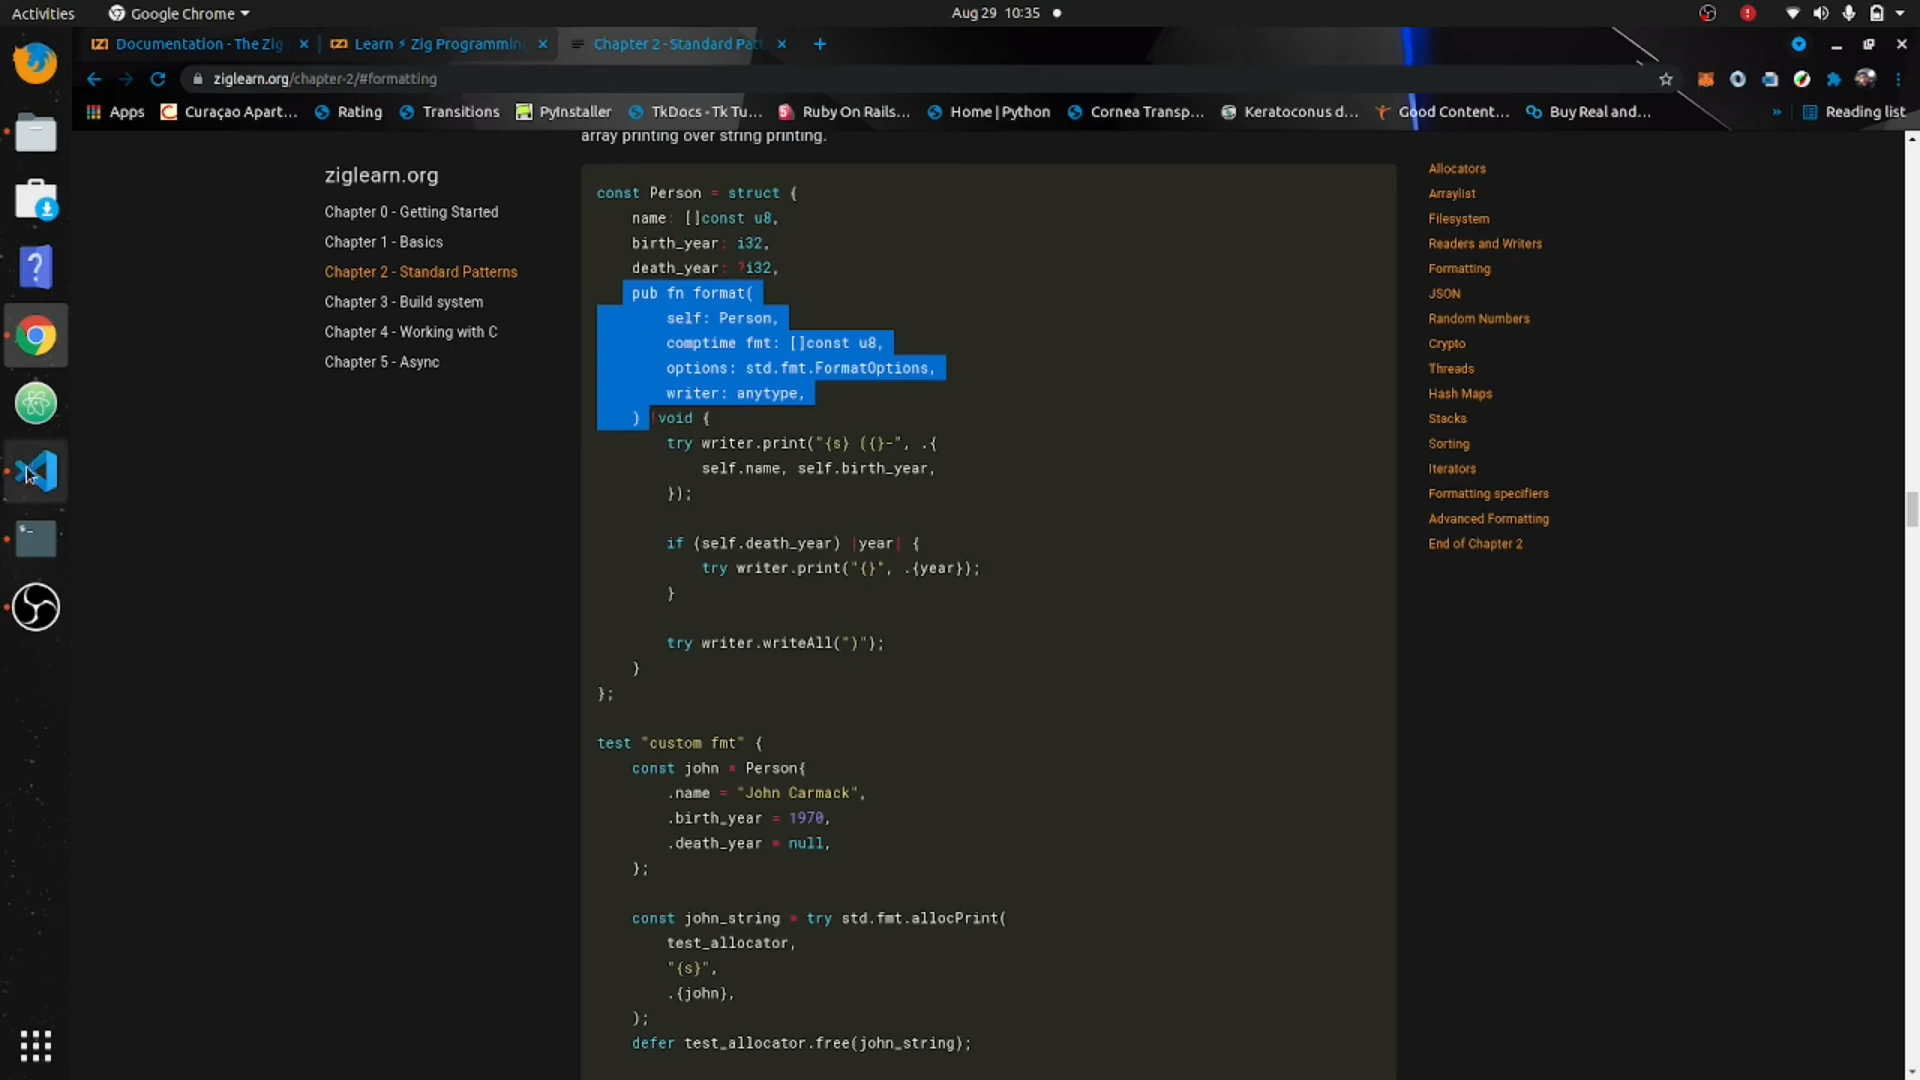 Activities Google Chrome Aug 29 10:35
Documentation - The Zig
Learn ⚡ Zig Programming
Chapter 2 - Standard Patt
ziglearn.org/chapter-2/#formatting
Apps Curaçao Apart... Rating Transitions PyInstaller TkDocs - Tk Tu... Ruby On Rails... Home | Python Cornea Transp... Keratoconus d... Good Content... Buy Real and... » Reading list
array printing over string printing.
ziglearn.org
Chapter 0 - Getting Started
Chapter 1 - Basics
Chapter 2 - Standard Patterns
Chapter 3 - Build system
Chapter 4 - Working with C
Chapter 5 - Async
const Person = struct {
name: []const u8,
birth_year: i32,
death_year: ?i32,
pub fn format(
self: Person,
comptime fmt: []const u8,
options: std.fmt.FormatOptions,
writer: anytype,
) !void {
try writer.print("{s} ({}-", .{
self.name, self.birth_year,
});
if (self.death_year) |year| {
try writer.print("{}", .{year});
}
try writer.writeAll(")");
}
};
test "custom fmt" {
const john = Person{
.name = "John Carmack",
.birth_year = 1970,
.death_year = null,
};
const john_string = try std.fmt.allocPrint(
test_allocator,
"{s}",
.{john},
);
defer test_allocator.free(john_string);
Allocators
Arraylist
Filesystem
Readers and Writers
Formatting
JSON
Random Numbers
Crypto
Threads
Hash Maps
Stacks
Sorting
Iterators
Formatting specifiers
Advanced Formatting
End of Chapter 2